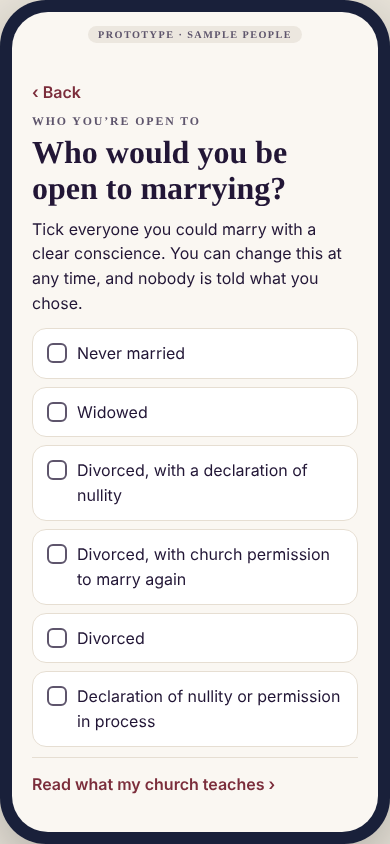 PROTOTYPE · SAMPLE PEOPLE
‹ Back
WHO YOU’RE OPEN TO
Who would you be
open to marrying?
Tick everyone you could marry with a
clear conscience. You can change this at
any time, and nobody is told what you
chose.
Never married
Widowed
Divorced, with a declaration of
nullity
Divorced, with church permission
to marry again
Divorced
Declaration of nullity or permission
in process
Read what my church teaches ›